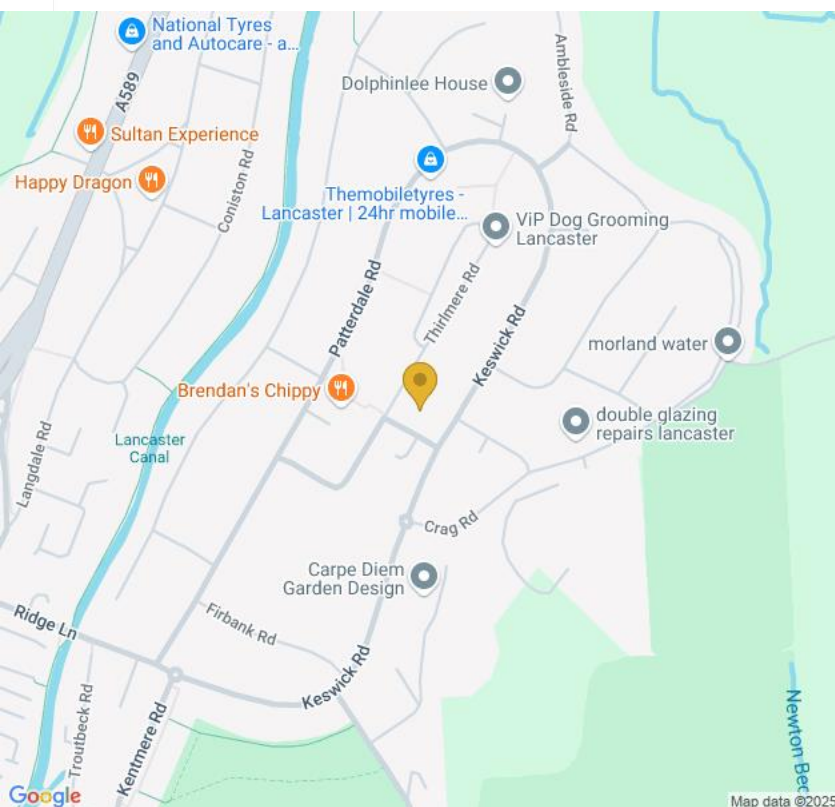 National Tyres
and Autocare - a...
A589
Ambleside Rd
Dolphinlee House
Sultan Experience
Happy Dragon
Coniston Rd
Themobiletyres -
Lancaster | 24hr mobile...
ViP Dog Grooming
Lancaster
Patterdale Rd
Thirlmere Rd
Keswick Rd
morland water
Brendan's Chippy
double glazing
repairs lancaster
Langdale Rd
Lancaster
Canal
Crag Rd
Carpe Diem
Garden Design
Firbank Rd
Ridge Ln
Keswick Rd
Troutbeck Rd
Kentmere Rd
Newton Bec
Google
Map data ©2025